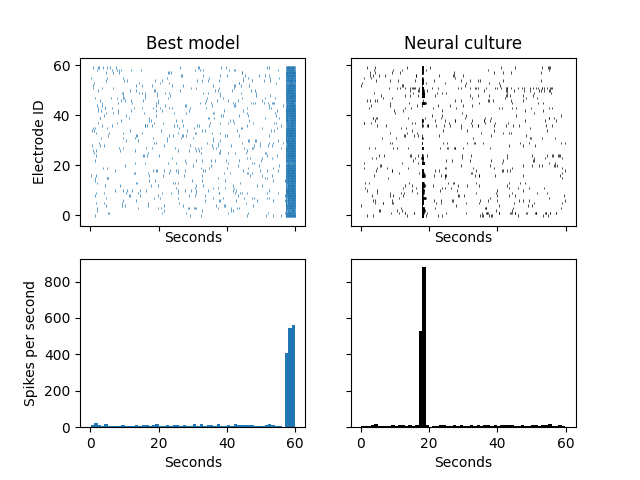 Best model
Neural culture
60
40
20
0
Electrode ID
Seconds
Seconds
800
600
400
200
0
Spikes per second
0 20 40 60
0 20 40 60
Seconds
Seconds